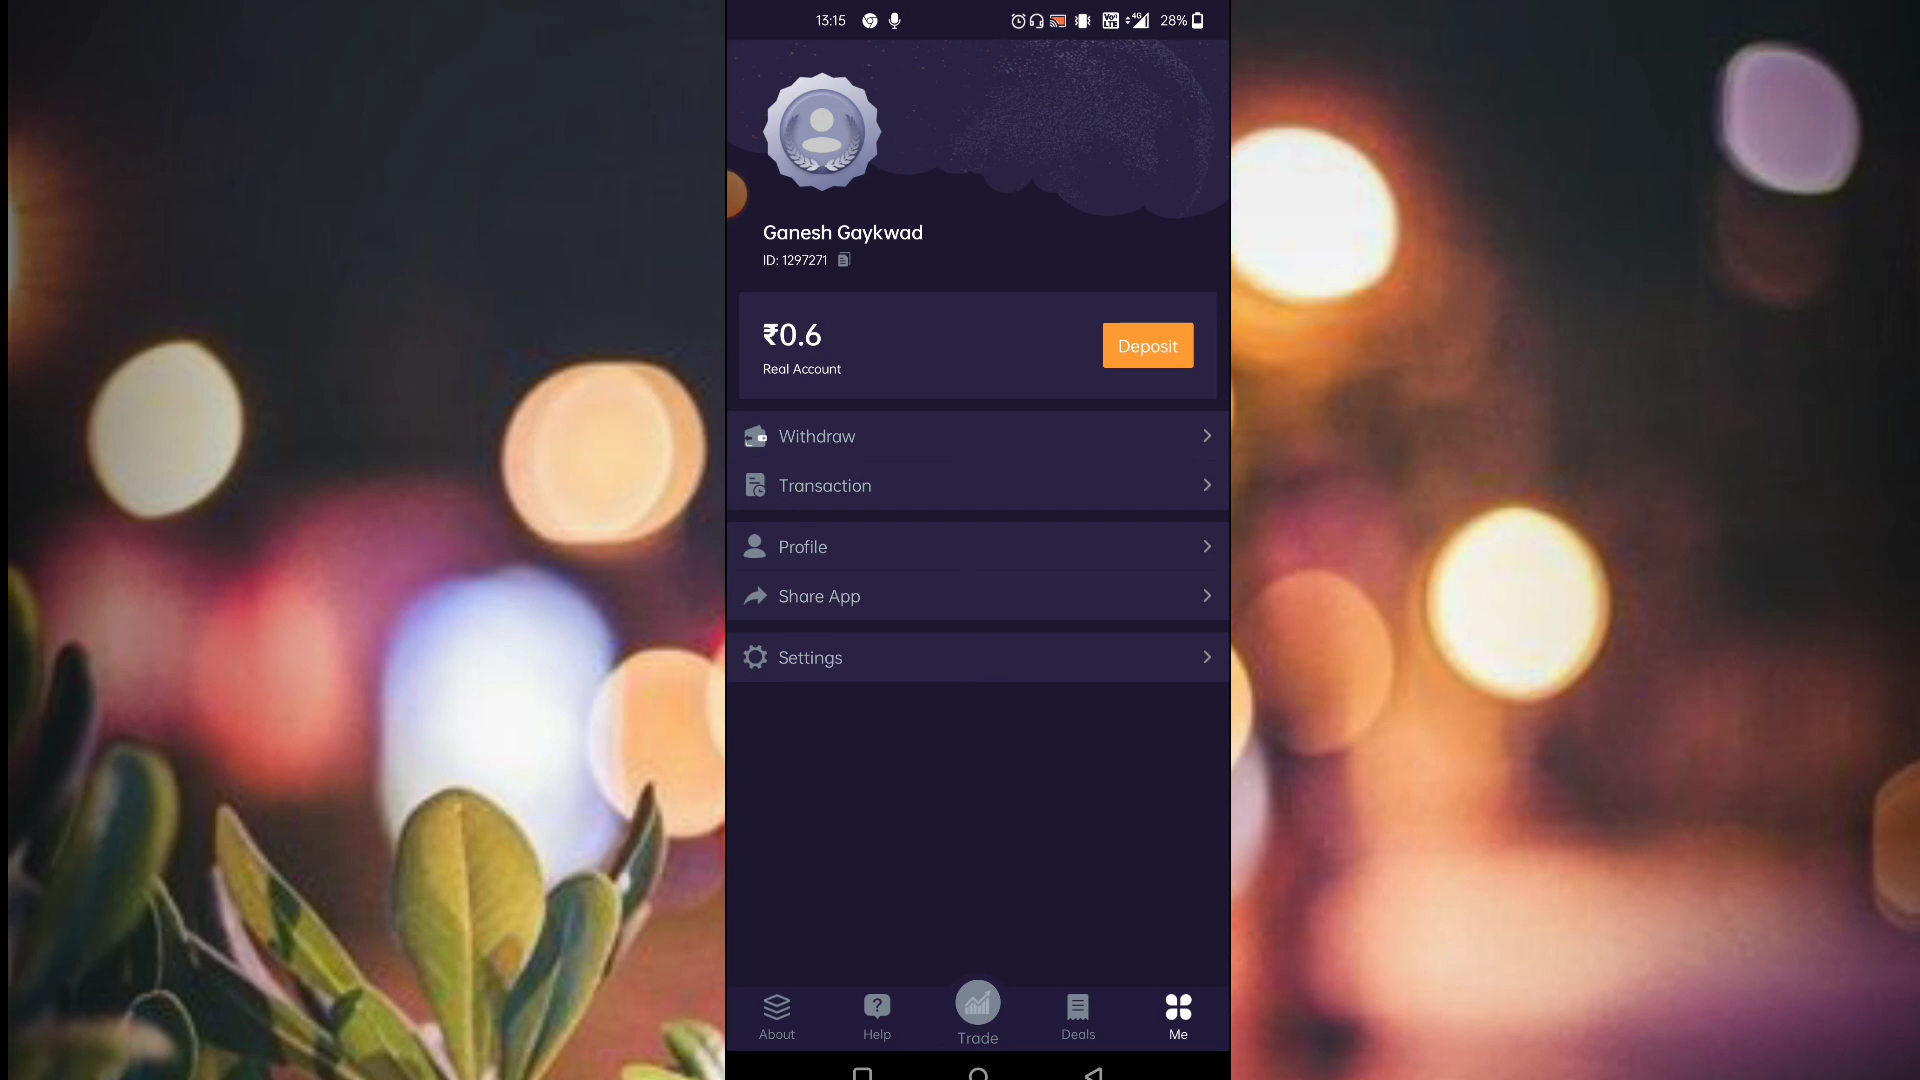 13:15
4G
28%
Ganesh Gaykwad
ID: 1297271
₹0.6
Real Account
Deposit
Withdraw
Transaction
Profile
Share App
Settings
About
Help
Trade
Deals
Me